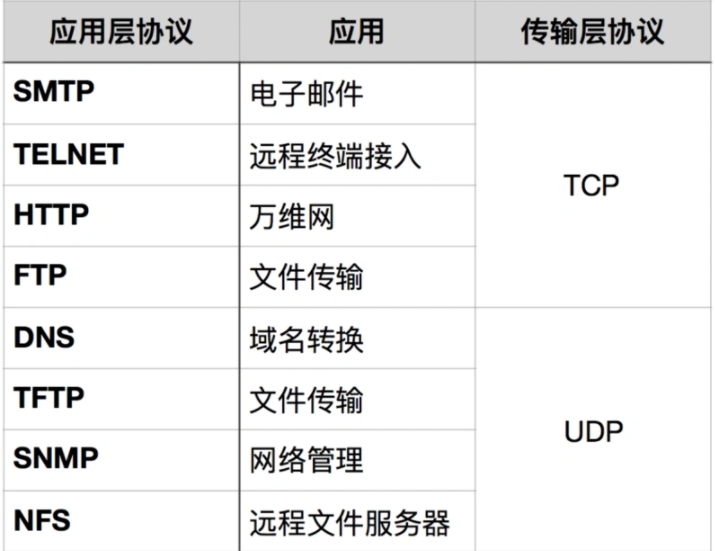 应用层协议 应用 传输层协议
SMTP 电子邮件
TELNET 远程终端接入
TCP
HTTP 万维网
FTP 文件传输
DNS 域名转换
TFTP 文件传输
UDP
SNMP 网络管理
NFS 远程文件服务器